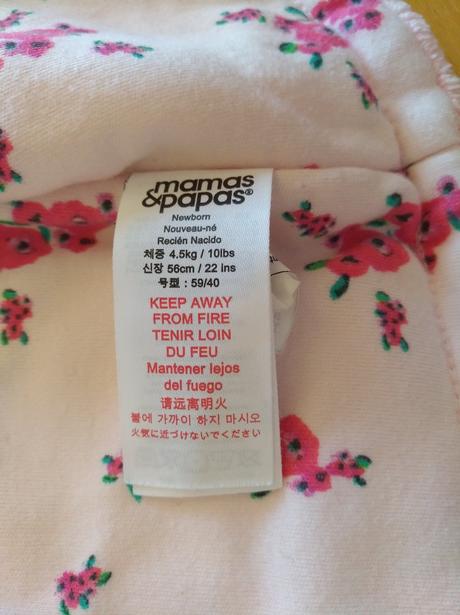 mamas
&papas®
Newborn
Nouveau-né
Recién Nacido
체중 4.5kg / 10lbs
신장 56cm / 22 ins
号型 : 59/40
KEEP AWAY
FROM FIRE
TENIR LOIN
DU FEU
Mantener lejos
del fuego
请远离明火
불에 가까이 하지 마시오
火気に近づけないでください